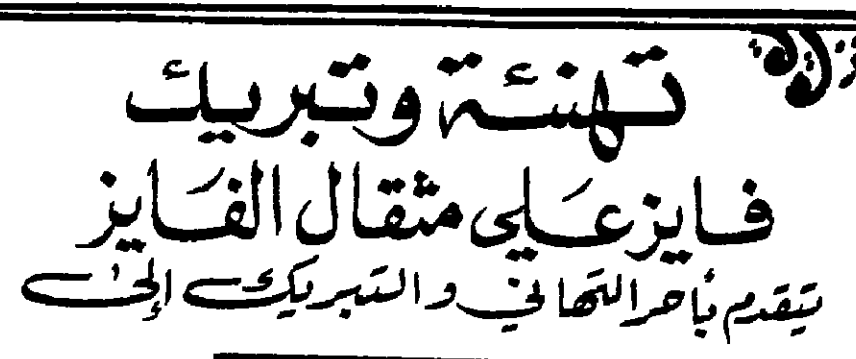 تهنئة وتبريك
فايز علي مثقال الفايز
يتقدم بأحر التهاني والتبريك إلى